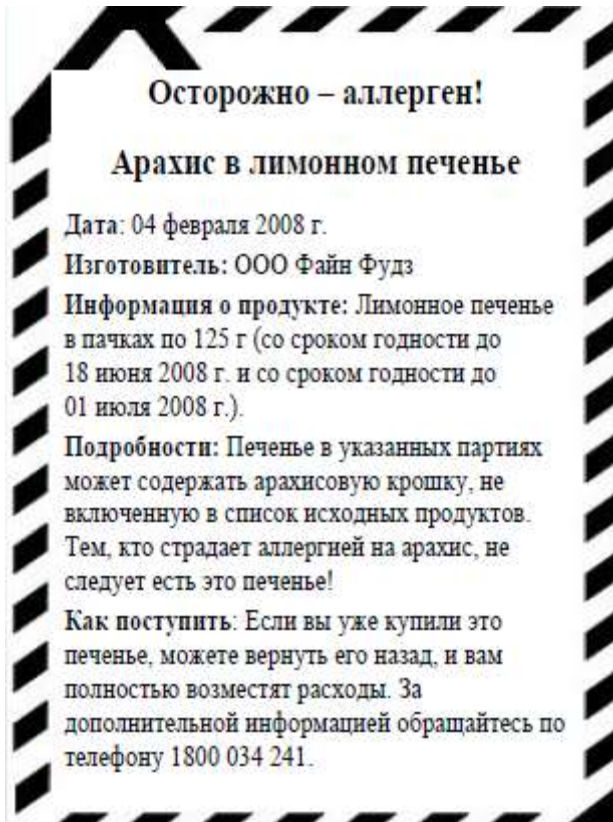 Осторожно – аллерген!
Арахис в лимонном печенье
Дата: 04 февраля 2008 г.
Изготовитель: ООО Файн Фудз
Информация о продукте: Лимонное печенье
в пачках по 125 г (со сроком годности до
18 июня 2008 г. и со сроком годности до
01 июля 2008 г.).
Подробности: Печенье в указанных партиях
может содержать арахисовую крошку, не
включенную в список исходных продуктов.
Тем, кто страдает аллергией на арахис, не
следует есть это печенье!
Как поступить: Если вы уже купили это
печенье, можете вернуть его назад, и вам
полностью возместят расходы. За
дополнительной информацией обращайтесь по
телефону 1800 034 241.